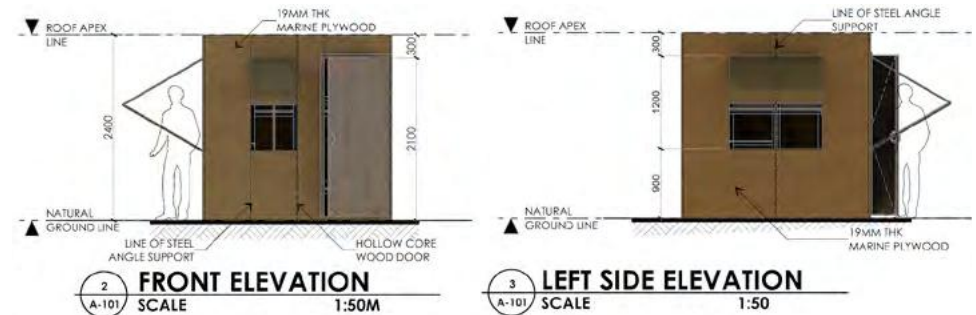 19MM THK
MARINE PLYWOOD
ROOF APEX
LINE
300
2400
2100
NATURAL
GROUND LINE
LINE OF STEEL
ANGLE SUPPORT
HOLLOW CORE
WOOD DOOR
2
A-101
FRONT ELEVATION
SCALE 1:50M
LINE OF STEEL ANGLE
SUPPORT
ROOF APEX
LINE
300
1200
900
NATURAL
GROUND LINE
19MM THK
MARINE PLYWOOD
3
A-101
LEFT SIDE ELEVATION
SCALE 1:50